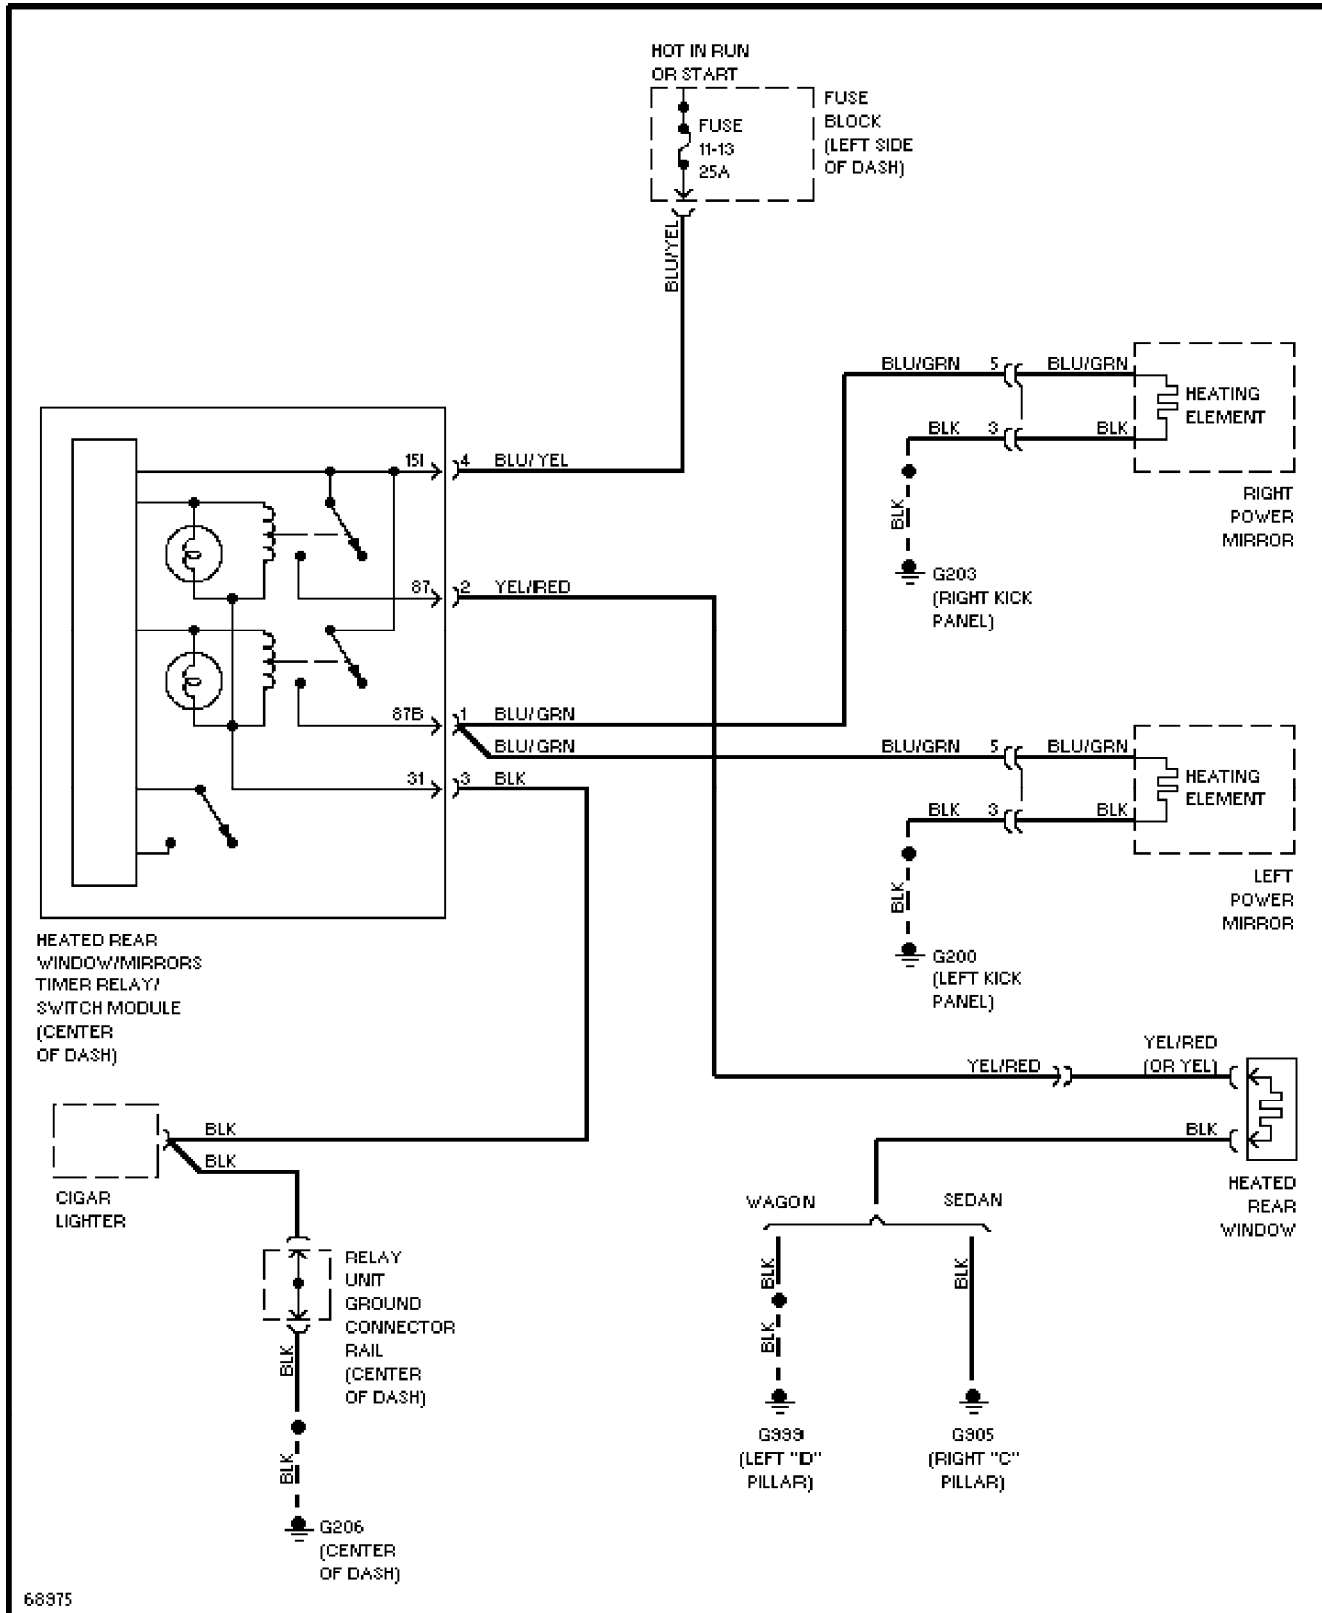 HOT IN RUN
OR START
FUSE
11-13
25A
FUSE
BLOCK
(LEFT SIDE
OF DASH)
BLU/YEL
BLU/GRN 5 BLU/GRN
HEATING
ELEMENT
BLK 3 BLK
BLK
RIGHT
POWER
MIRROR
G203
(RIGHT KICK
PANEL)
15I 4 BLU/YEL
87 2 YEL/RED
87B 1 BLU/GRN
BLU/GRN
31 3 BLK
BLU/GRN 5 BLU/GRN
HEATING
ELEMENT
BLK 3 BLK
BLK
LEFT
POWER
MIRROR
G200
(LEFT KICK
PANEL)
HEATED REAR
WINDOW/MIRRORS
TIMER RELAY/
SWITCH MODULE
(CENTER
OF DASH)
YEL/RED
YEL/RED
(OR YEL)
BLK
HEATED
REAR
WINDOW
BLK
BLK
CIGAR
LIGHTER
RELAY
UNIT
GROUND
CONNECTOR
RAIL
(CENTER
OF DASH)
BLK
BLK
G206
(CENTER
OF DASH)
WAGON
SEDAN
BLK
BLK
BLK
G999
(LEFT "D"
PILLAR)
G905
(RIGHT "C"
PILLAR)
68975